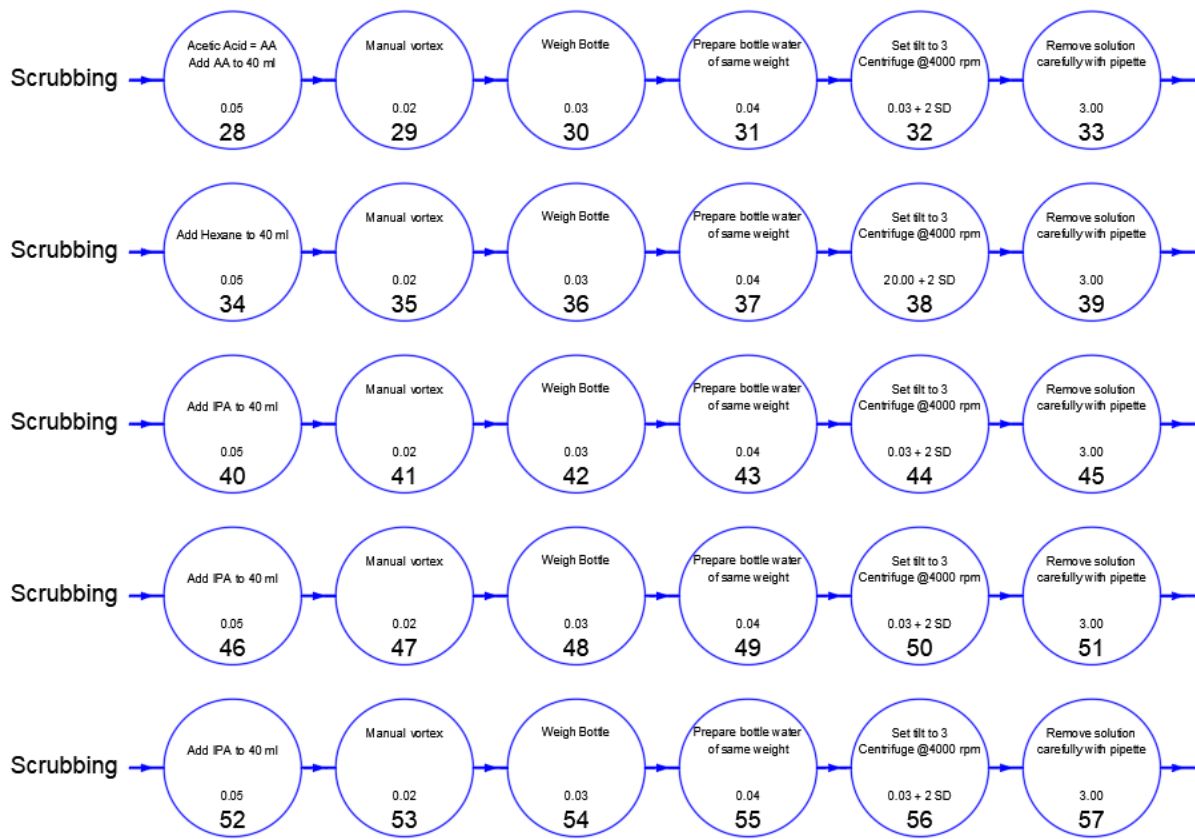 Scrubbing
Acetic Acid = AA
Add AA to 40 ml
0.05
28
Manual vortex
0.02
29
Weigh Bottle
0.03
30
Prepare bottle water
of same weight
0.04
31
Set tilt to 3
Centrifuge @4000 rpm
0.03 + 2 SD
32
Remove solution
carefully with pipette
3.00
33
Scrubbing
Add Hexane to 40 ml
0.05
34
Manual vortex
0.02
35
Weigh Bottle
0.03
36
Prepare bottle water
of same weight
0.04
37
Set tilt to 3
Centrifuge @4000 rpm
20.00 + 2 SD
38
Remove solution
carefully with pipette
3.00
39
Scrubbing
Add IPA to 40 ml
0.05
40
Manual vortex
0.02
41
Weigh Bottle
0.03
42
Prepare bottle water
of same weight
0.04
43
Set tilt to 3
Centrifuge @4000 rpm
0.03 + 2 SD
44
Remove solution
carefully with pipette
3.00
45
Scrubbing
Add IPA to 40 ml
0.05
46
Manual vortex
0.02
47
Weigh Bottle
0.03
48
Prepare bottle water
of same weight
0.04
49
Set tilt to 3
Centrifuge @4000 rpm
0.03 + 2 SD
50
Remove solution
carefully with pipette
3.00
51
Scrubbing
Add IPA to 40 ml
0.05
52
Manual vortex
0.02
53
Weigh Bottle
0.03
54
Prepare bottle water
of same weight
0.04
55
Set tilt to 3
Centrifuge @4000 rpm
0.03 + 2 SD
56
Remove solution
carefully with pipette
3.00
57